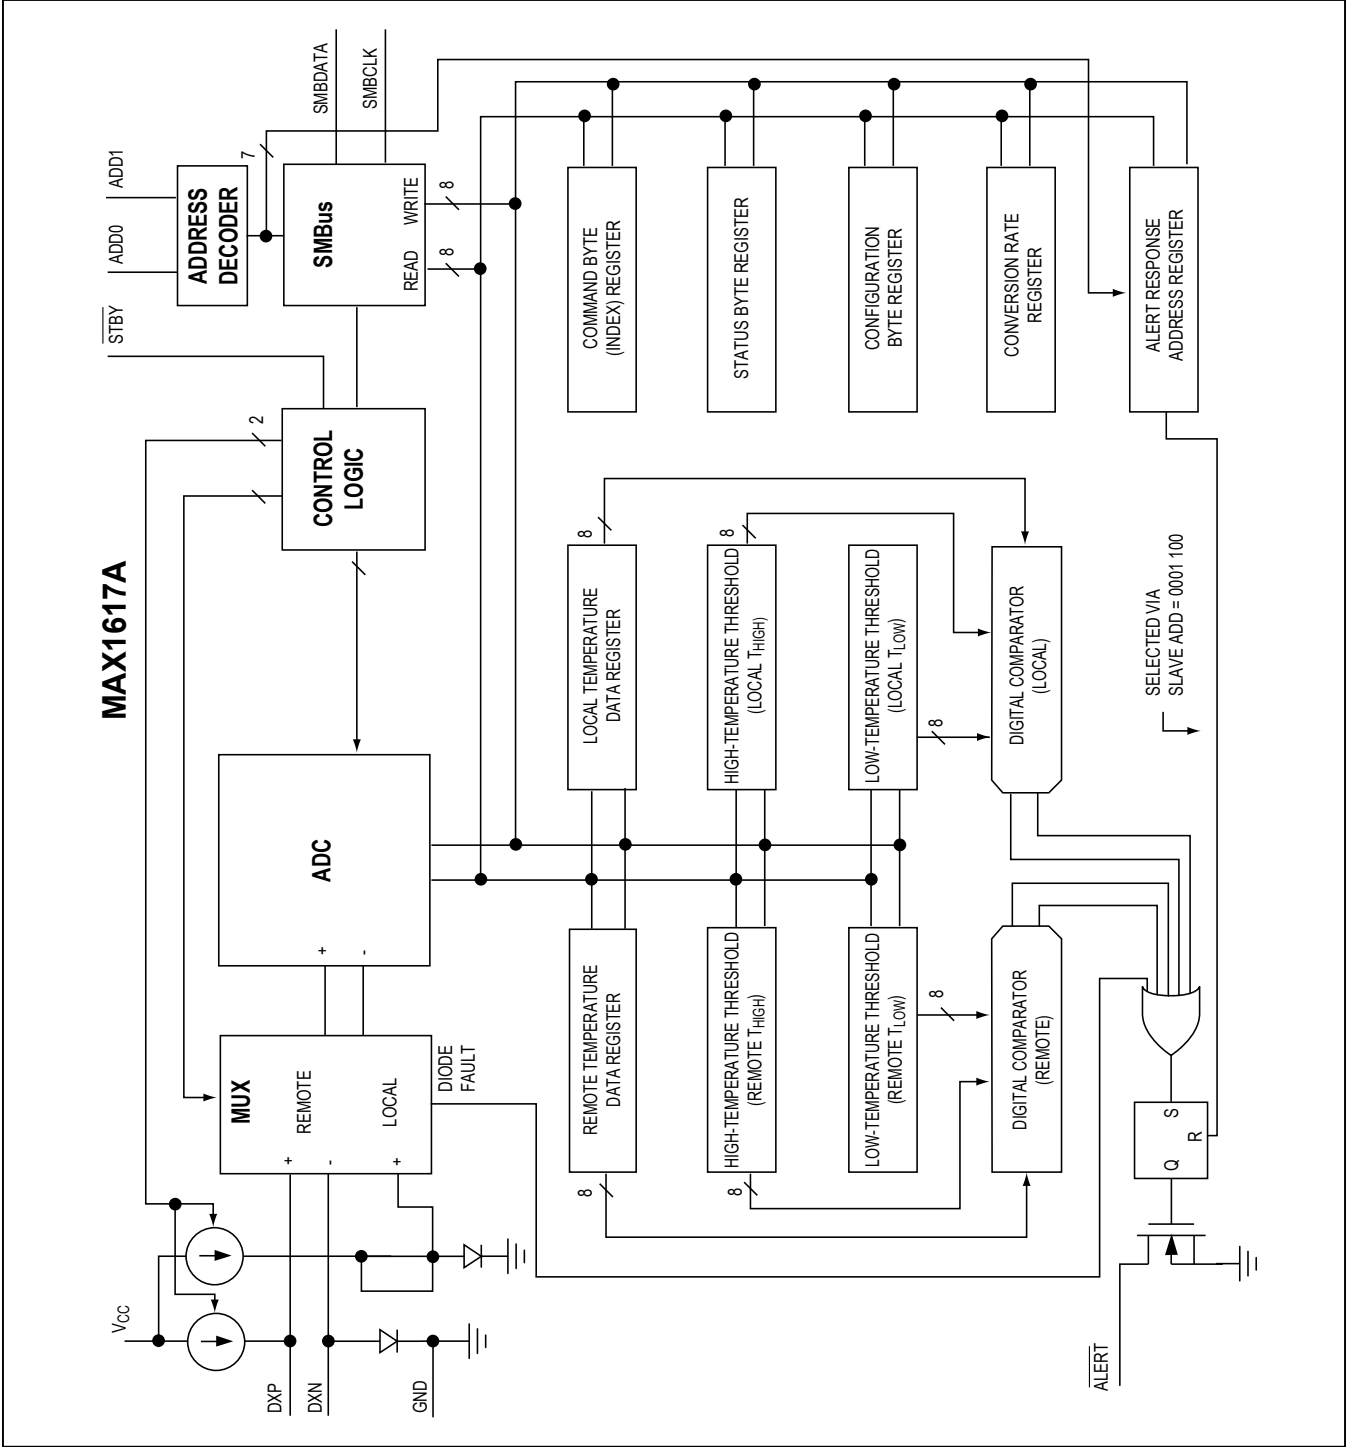 MAX1617A
VCC
DXP
DXN
GND
MUX
REMOTE
LOCAL
+
-
+
DIODE
FAULT
ADC
+
-
CONTROL
LOGIC
2
STBY
ADD0
ADD1
ADDRESS
DECODER
7
SMBus
READ
WRITE
8
8
SMBDATA
SMBCLK
REMOTE TEMPERATURE
DATA REGISTER
8
LOCAL TEMPERATURE
DATA REGISTER
8
COMMAND BYTE
(INDEX) REGISTER
HIGH-TEMPERATURE THRESHOLD
(REMOTE THIGH)
8
HIGH-TEMPERATURE THRESHOLD
(LOCAL THIGH)
8
STATUS BYTE REGISTER
LOW-TEMPERATURE THRESHOLD
(REMOTE TLOW)
8
LOW-TEMPERATURE THRESHOLD
(LOCAL TLOW)
8
CONFIGURATION
BYTE REGISTER
DIGITAL COMPARATOR
(REMOTE)
DIGITAL COMPARATOR
(LOCAL)
CONVERSION RATE
REGISTER
ALERT RESPONSE
ADDRESS REGISTER
SELECTED VIA
SLAVE ADD = 0001 100
ALERT
Q
S
R